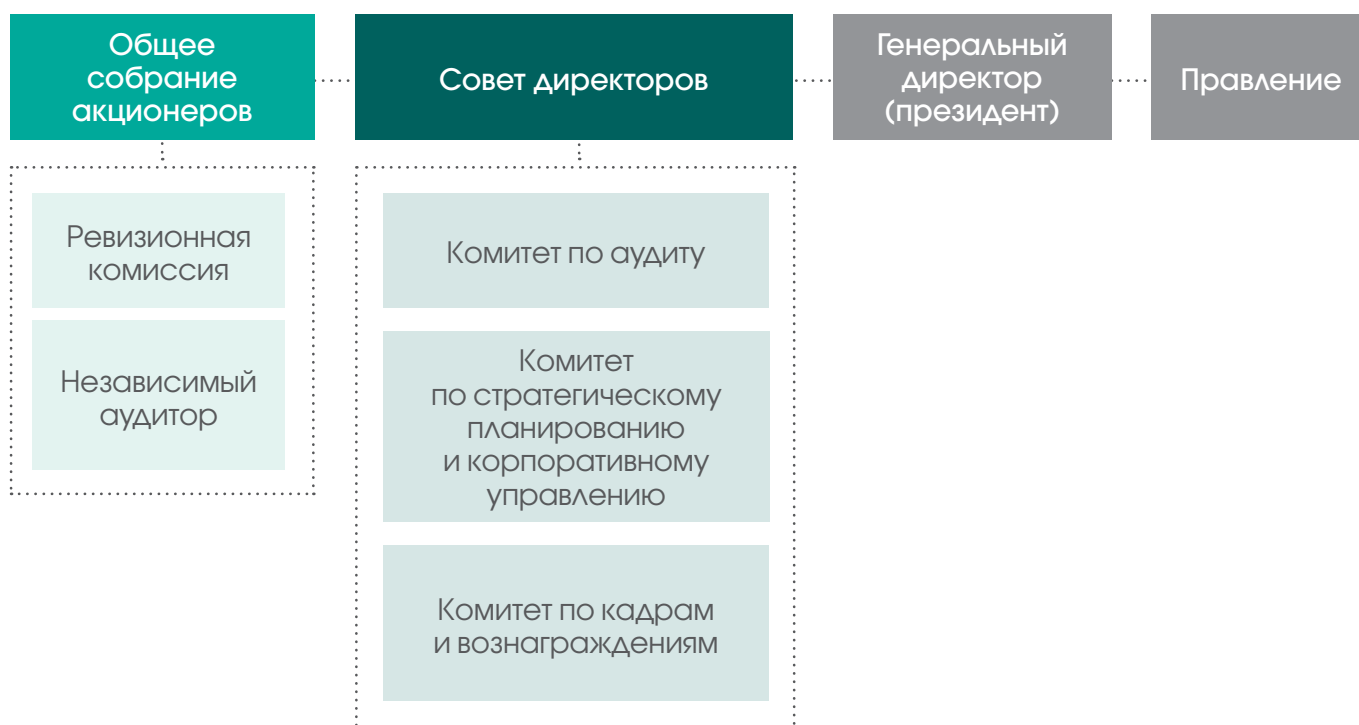 Общее
собрание
акционеров
Совет директоров
Генеральный
директор
(президент)
Правление
Ревизионная
комиссия
Независимый
аудитор
Комитет по аудиту
Комитет
по стратегическому
планированию
и корпоративному
управлению
Комитет по кадрам
и вознаграждениям